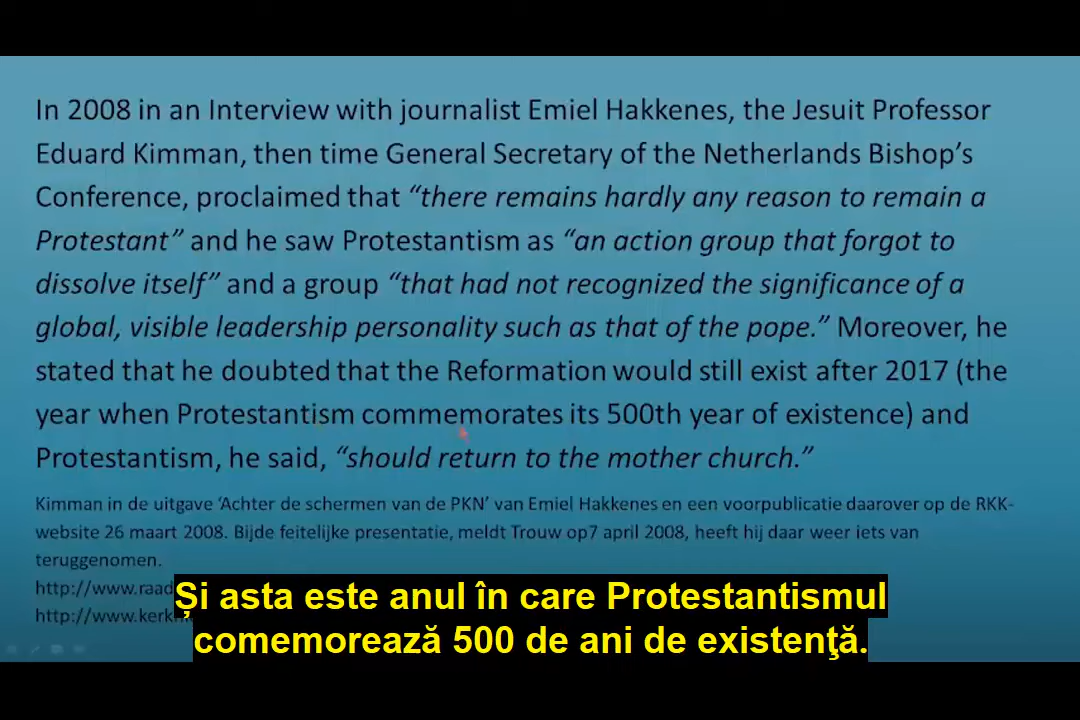 In 2008 in an Interview with journalist Emiel Hakkenes, the Jesuit Professor
Eduard Kimman, then time General Secretary of the Netherlands Bishop’s
Conference, proclaimed that “there remains hardly any reason to remain a
Protestant” and he saw Protestantism as “an action group that forgot to
dissolve itself” and a group “that had not recognized the significance of a
global, visible leadership personality such as that of the pope.” Moreover, he
stated that he doubted that the Reformation would still exist after 2017 (the
year when Protestantism commemorates its 500th year of existence) and
Protestantism, he said, “should return to the mother church.”
Kimman in de uitgave ‘Achter de schermen van de PKN’ van Emiel Hakkenes en een voorpublicatie daarover op de RKK-
website 26 maart 2008. Bijde feitelijke presentatie, meldt Trouw op7 april 2008, heeft hij daar weer iets van
teruggenomen.
http://www.raad
http://www.kerk
Și asta este anul în care Protestantismul
comemorează 500 de ani de existenţă.